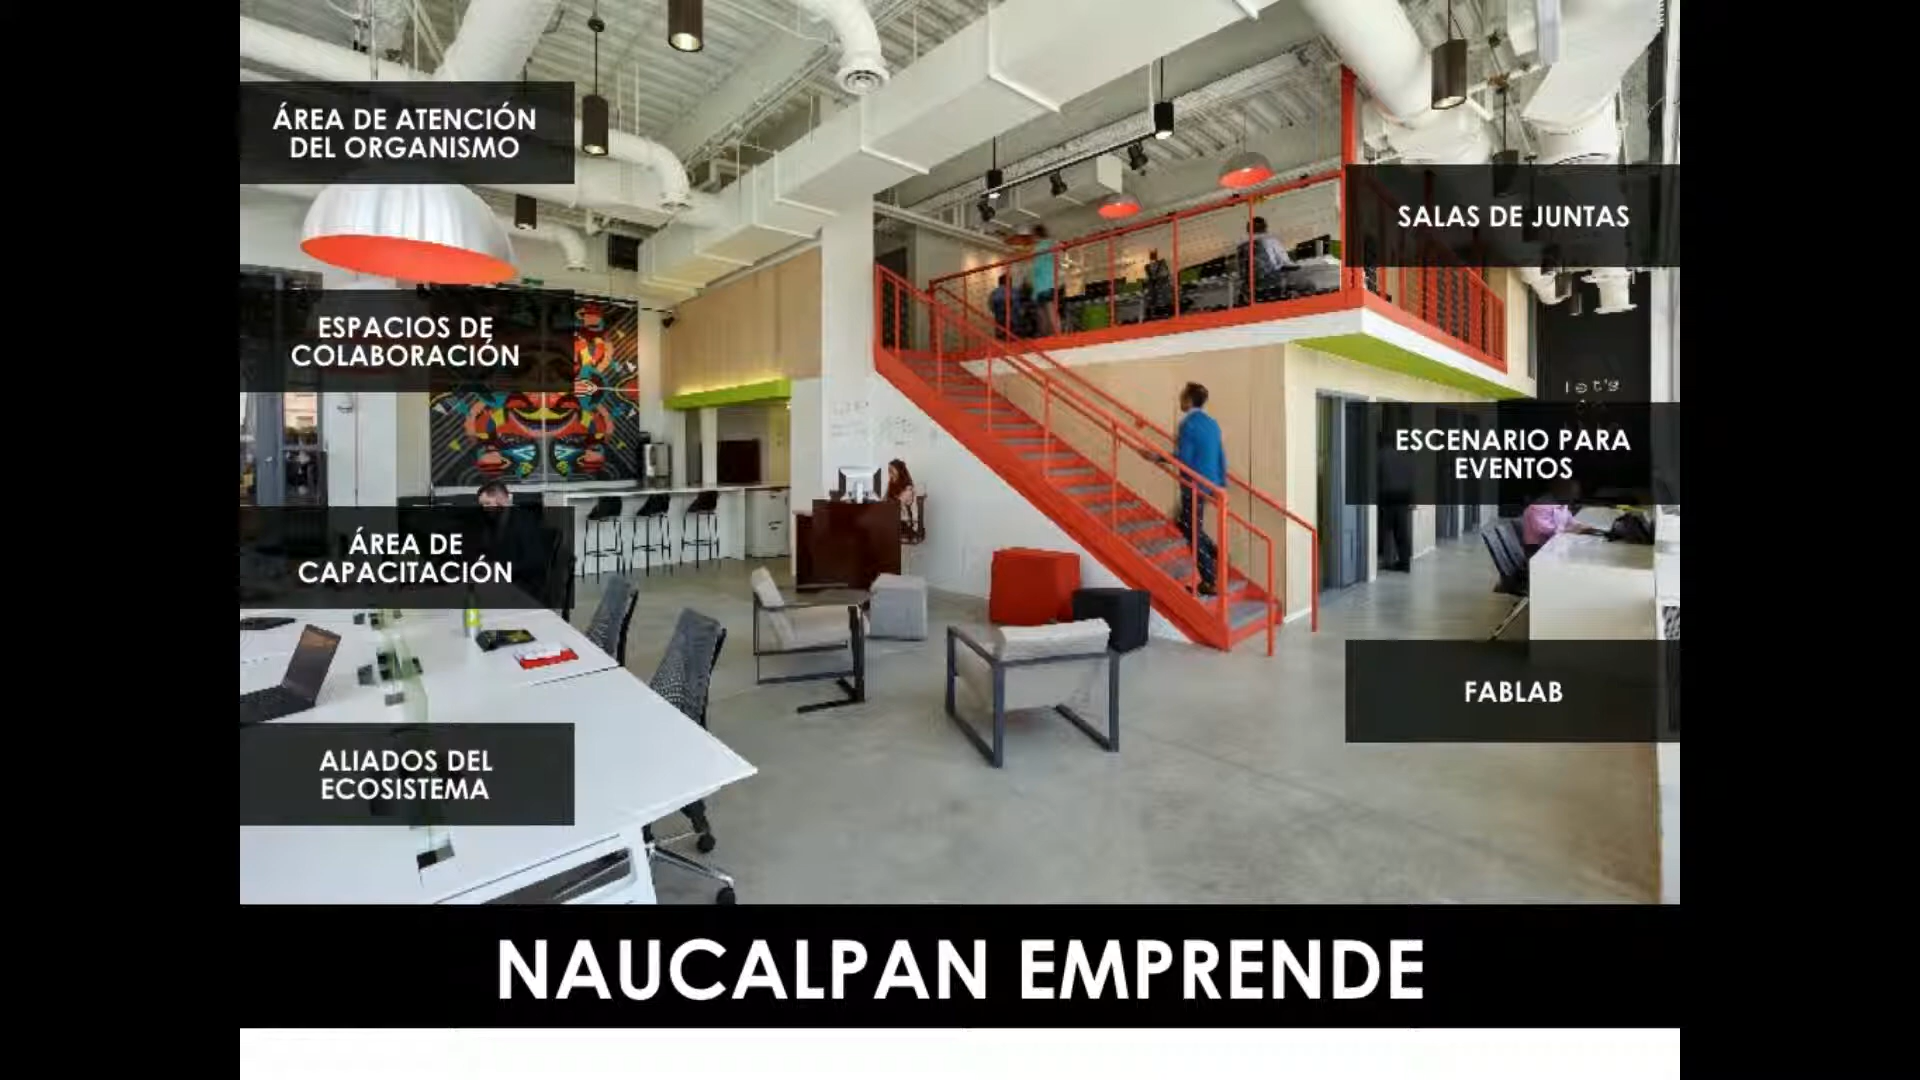 ÁREA DE ATENCIÓN
DEL ORGANISMO
ESPACIOS DE
COLABORACIÓN
ÁREA DE
CAPACITACIÓN
ALIADOS DEL
ECOSISTEMA
SALAS DE JUNTAS
let's
ESCENARIO PARA
EVENTOS
FABLAB
NAUCALPAN EMPRENDE